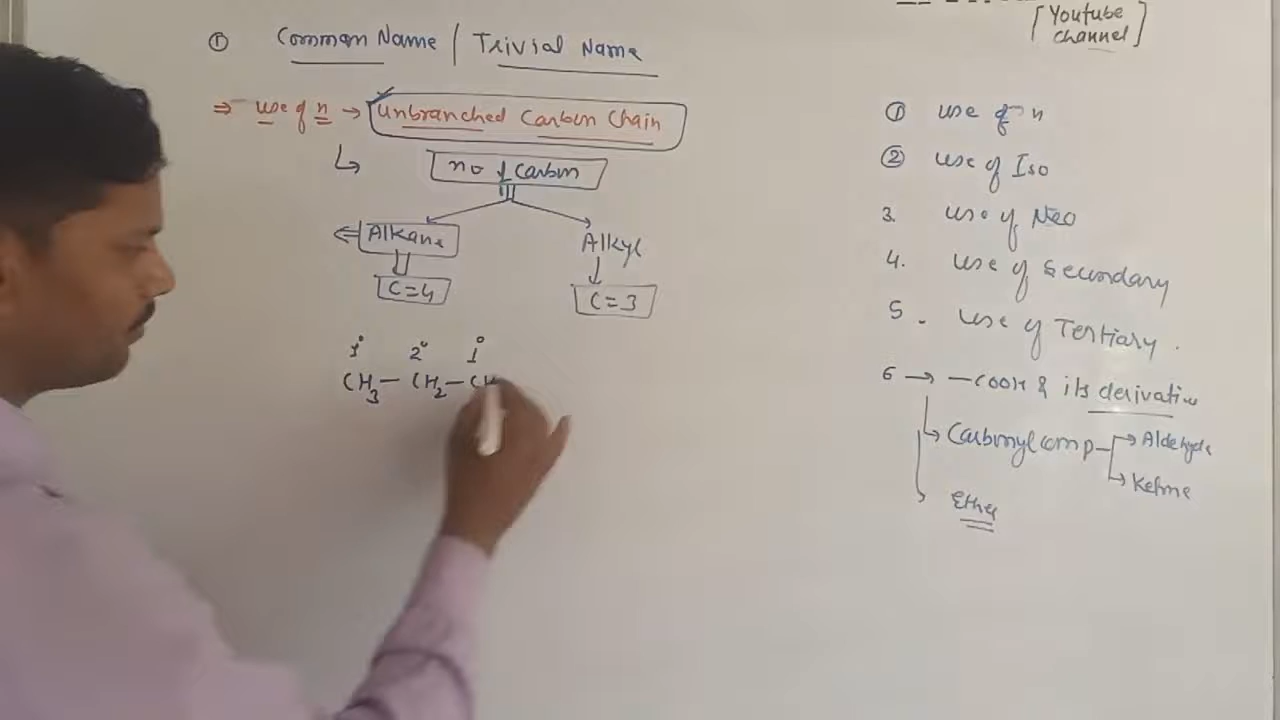 [Youtube
channel]
① Common Name / Trivial Name
⇒ use of n → Unbranched Carbon Chain
↳ no of Carbon
⇐ Alkane
Alkyl
C=4
C=3
1° 2° 1°
CH3 – CH2 – CH
① use of n
② use of Iso
3. use of Neo
4. use of Secondary
5. use of Tertiary.
6 → –COOH & its derivative
↳ Carbonyl comp → Aldehyde
↳ Ketone
Ether